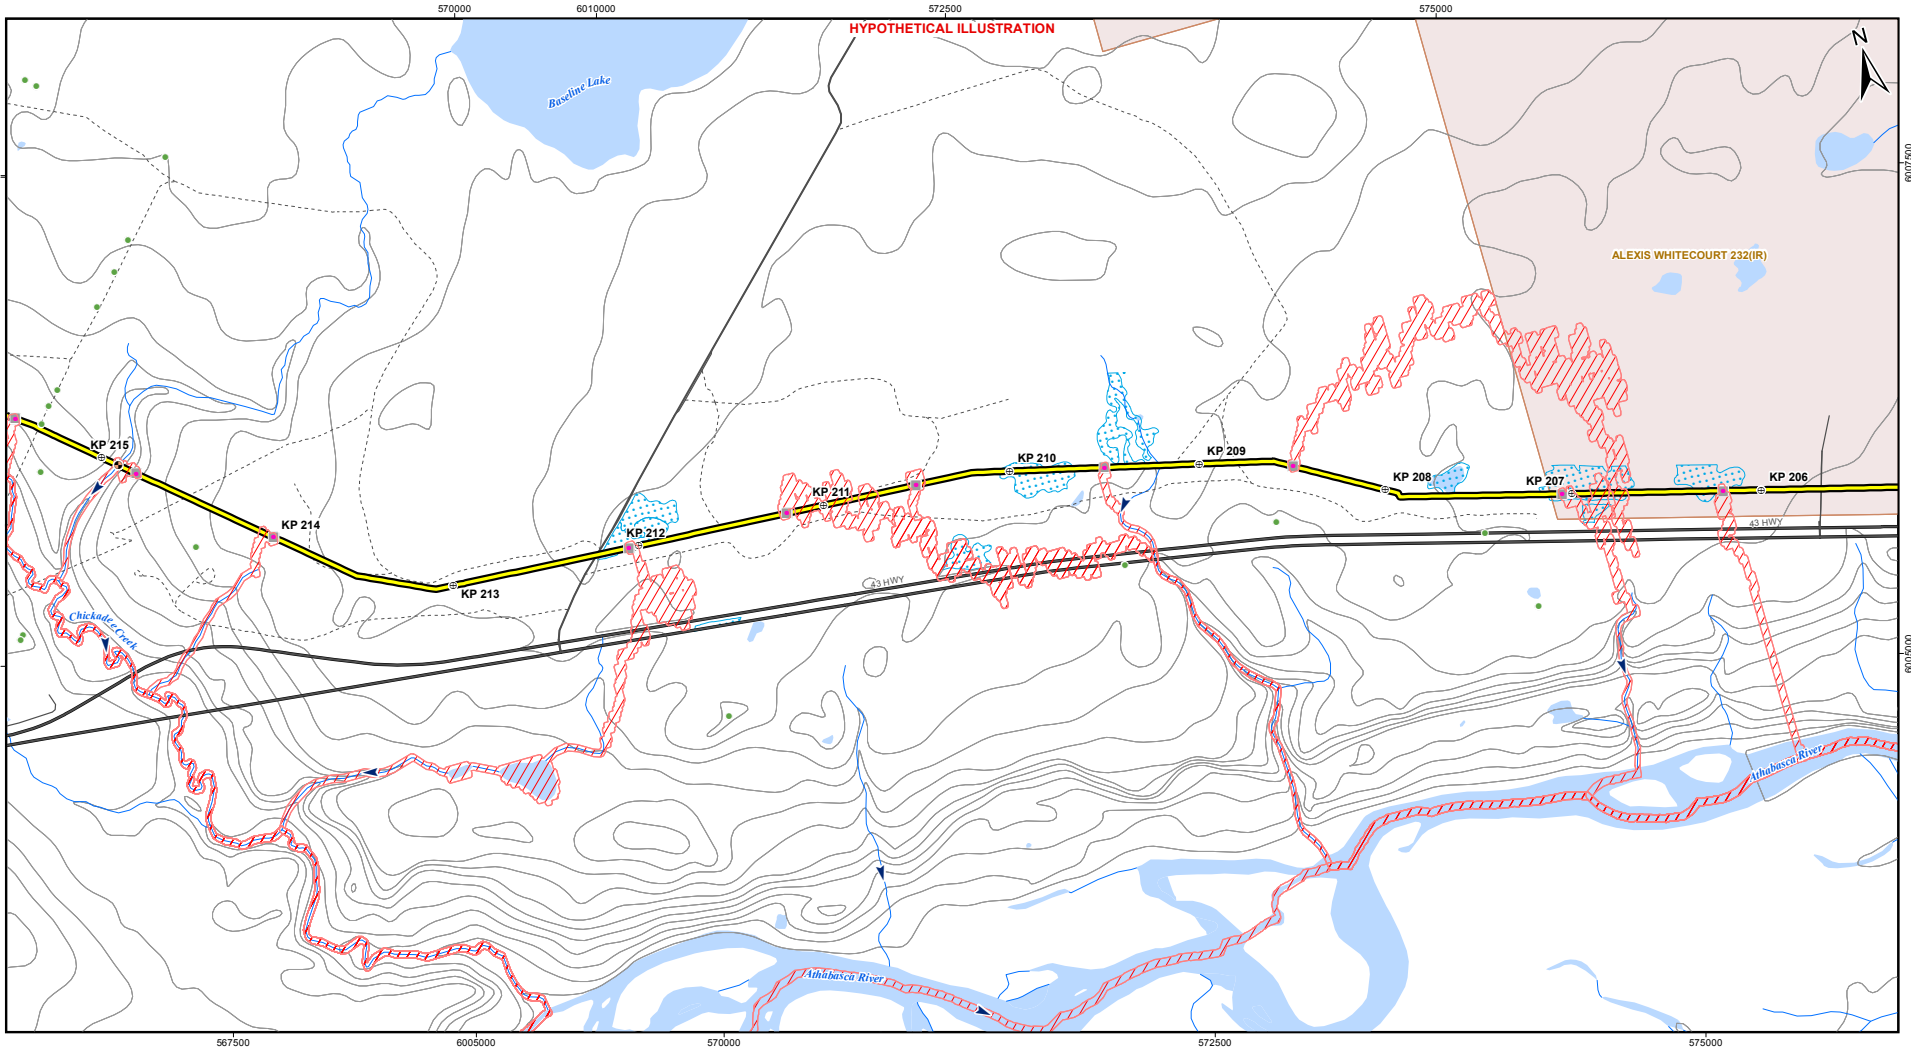 570000
6010000
572500
575000
HYPOTHETICAL ILLUSTRATION
N
Baseline Lake
6007500
ALEXIS WHITECOURT 232(IR)
KP 215
KP 214
KP 213
KP 212
KP 211
KP 210
KP 209
KP 208
KP 207
KP 206
43 HWY
43 HWY
Chickadee Creek
6005000
Athabasca River
Athabasca River
567500
6005000
570000
572500
575000